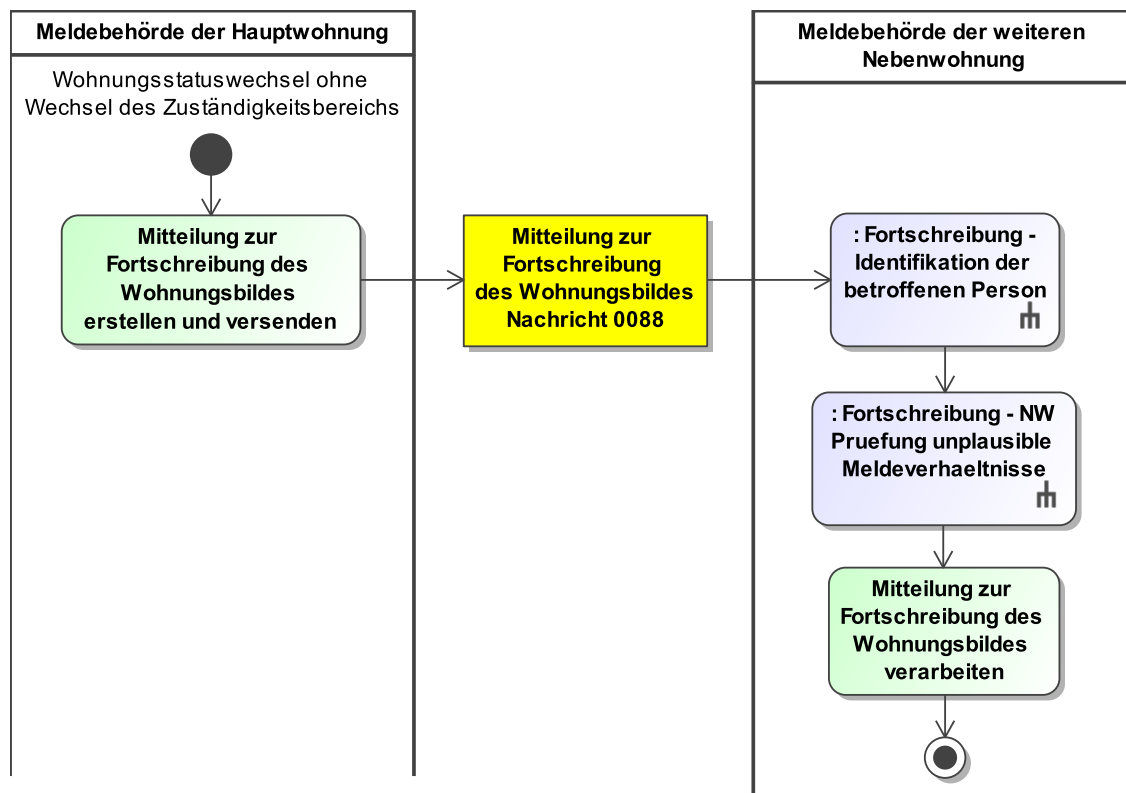 Meldebehörde der Hauptwohnung
Wohnungsstatuswechsel ohne
Wechsel des Zuständigkeitsbereichs
Mitteilung zur
Fortschreibung des
Wohnungsbildes
erstellen und versenden
Mitteilung zur
Fortschreibung
des Wohnungsbildes
Nachricht 0088
Meldebehörde der weiteren
Nebenwohnung
: Fortschreibung -
Identifikation der
betroffenen Person
: Fortschreibung - NW
Pruefung unplausible
Meldeverhaeltnisse
Mitteilung zur
Fortschreibung des
Wohnungsbildes
verarbeiten